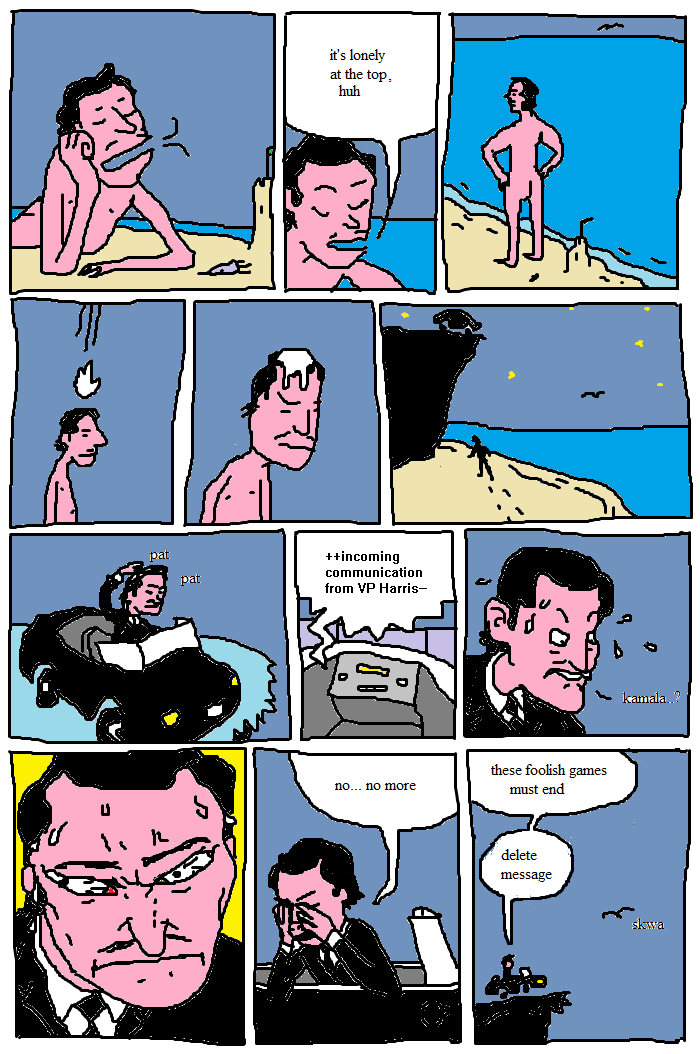 it's lonely
at the top,
huh
pat
pat
++incoming
communication
from VP Harris–
kamala..?
no... no more
these foolish games
must end
delete
message
skwa